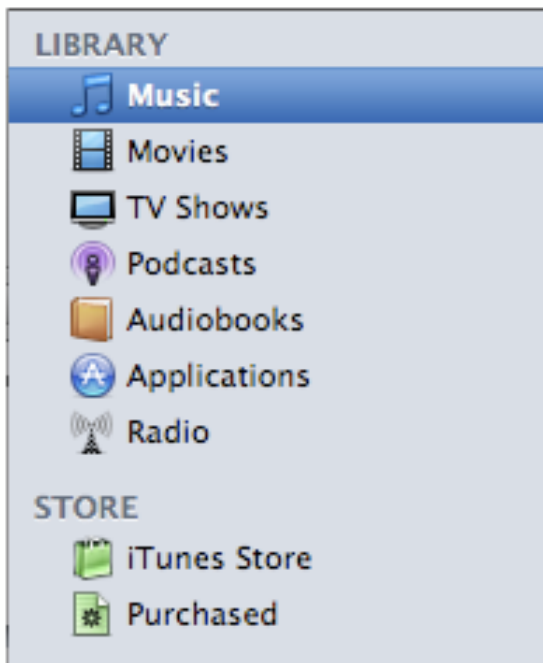 LIBRARY
Music
Movies
TV Shows
Podcasts
Audiobooks
Applications
Radio
STORE
iTunes Store
Purchased